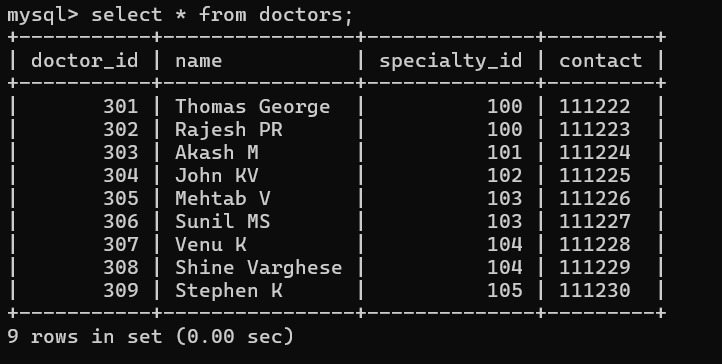 mysql> select * from doctors;
+-----------+----------------+--------------+---------+
| doctor_id | name           | specialty_id | contact |
+-----------+----------------+--------------+---------+
|       301 | Thomas George  |          100 | 111222  |
|       302 | Rajesh PR      |          100 | 111223  |
|       303 | Akash M        |          101 | 111224  |
|       304 | John KV        |          102 | 111225  |
|       305 | Mehtab V       |          103 | 111226  |
|       306 | Sunil MS       |          103 | 111227  |
|       307 | Venu K         |          104 | 111228  |
|       308 | Shine Varghese |          104 | 111229  |
|       309 | Stephen K      |          105 | 111230  |
+-----------+----------------+--------------+---------+
9 rows in set (0.00 sec)